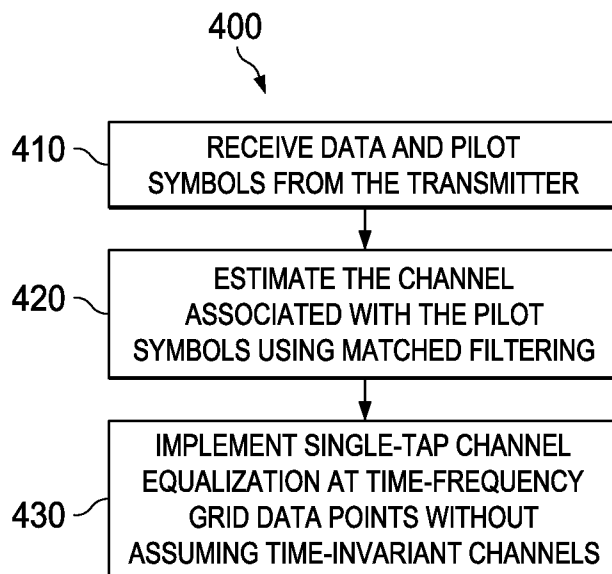 400
410
RECEIVE DATA AND PILOT
SYMBOLS FROM THE TRANSMITTER
420
ESTIMATE THE CHANNEL
ASSOCIATED WITH THE PILOT
SYMBOLS USING MATCHED FILTERING
430
IMPLEMENT SINGLE-TAP CHANNEL
EQUALIZATION AT TIME-FREQUENCY
GRID DATA POINTS WITHOUT
ASSUMING TIME-INVARIANT CHANNELS